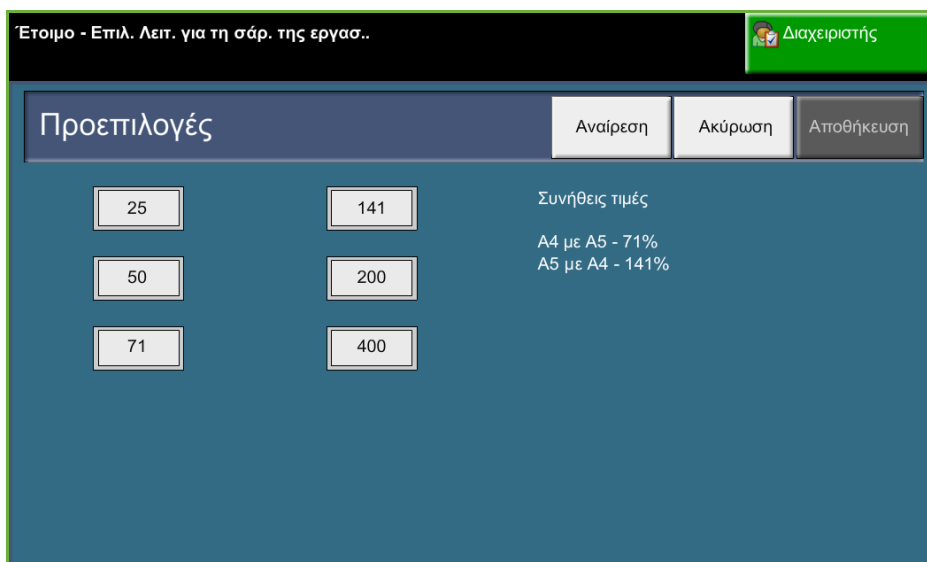 Έτοιμο - Επιλ. Λειτ. για τη σάρ. της εργασ..
Διαχειριστής
Προεπιλογές
Αναίρεση
Ακύρωση
Αποθήκευση
25
141
50
200
71
400
Συνήθεις τιμές
A4 με A5 - 71%
A5 με A4 - 141%